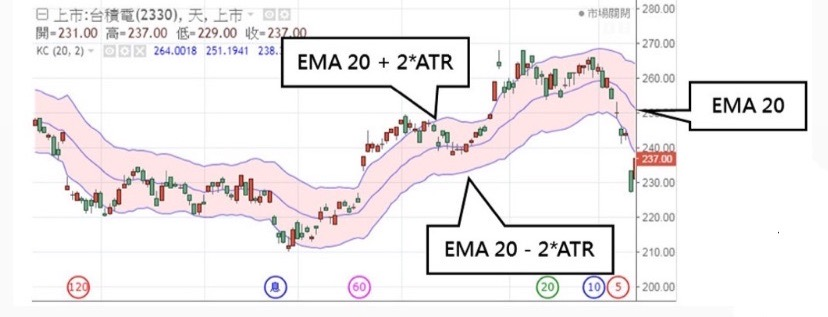 上市:台積電(2330), 天, 上市
市場關閉
開=231.00 高=237.00 低=229.00 收=237.00
KC (20, 2) 264.0018 251.1941 238.
EMA 20 + 2*ATR
EMA 20
EMA 20 - 2*ATR
280.00
270.00
260.00
250.00
240.00
237.00
230.00
220.00
210.00
200.00
120
息
60
20
10
5